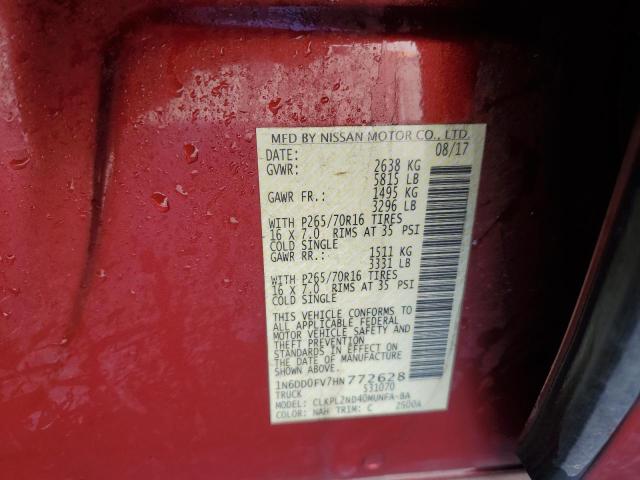 MFD BY NISSAN MOTOR CO., LTD.
DATE: 08/17
GVWR: 2638 KG
5815 LB
GAWR FR.: 1495 KG
3296 LB
WITH P265/70R16 TIRES
16 X 7.0 RIMS AT 35 PSI
COLD SINGLE
GAWR RR.: 1511 KG
3331 LB
WITH P265/70R16 TIRES
16 X 7.0 RIMS AT 35 PSI
COLD SINGLE
THIS VEHICLE CONFORMS TO
ALL APPLICABLE FEDERAL
MOTOR VEHICLE SAFETY AND
THEFT PREVENTION
STANDARDS IN EFFECT ON
THE DATE OF MANUFACTURE
SHOWN ABOVE.
1N6DD0FV7HN772628
TRUCK 531070
MODEL: CLKPLZND40MUNFA-BA
COLOR: NAH TRIM: C 2500A